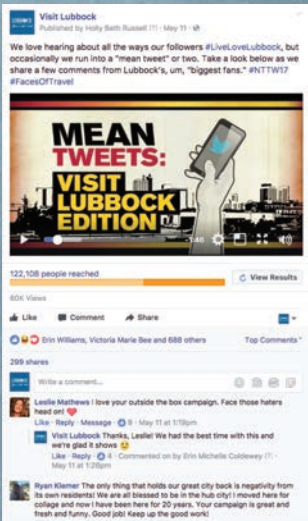 Visit Lubbock
Published by Holly Beth Russell [?] · May 11 ·
We love hearing about all the ways our followers #LiveLoveLubbock, but
occasionally we run into a "mean tweet" or two. Take a look below as we
share a few comments from Lubbock's, um, "biggest fans." #NTTW17
#FacesOfTravel
MEAN
TWEETS:
VISIT
LUBBOCK
EDITION
-1:46
122,108 people reached
View Results
60K Views
Like Comment Share
Erin Williams, Victoria Marie Bee and 688 others Top Comments
299 shares
Write a comment...
Leslie Mathews I love your outside the box campaign. Face those haters
head on!
Like · Reply · Message · 9 · May 11 at 1:19pm
Visit Lubbock Thanks, Leslie! We had the best time with this and
we're glad it shows
Like · Reply · 4 · Commented on by Erin Michelle Coldewey [?] ·
May 11 at 1:28pm
Ryan Klemer The only thing that holds our great city back is negativity from
its own residents! We are all blessed to be in the hub city! I moved here for
collage and now I have been here for 20 years. Your campaign is great and
fresh and funny. Good job! Keep up the good work!